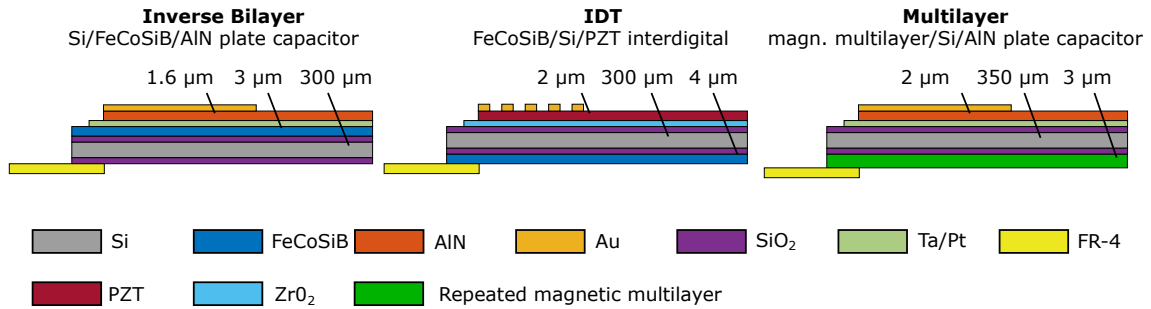 Inverse Bilayer
Si/FeCoSiB/AlN plate capacitor
1.6 μm 3 μm 300 μm
IDT
FeCoSiB/Si/PZT interdigital
2 μm 300 μm 4 μm
Multilayer
magn. multilayer/Si/AlN plate capacitor
2 μm 350 μm 3 μm
Si FeCoSiB AlN Au SiO₂ Ta/Pt FR-4
PZT Zr0₂ Repeated magnetic multilayer